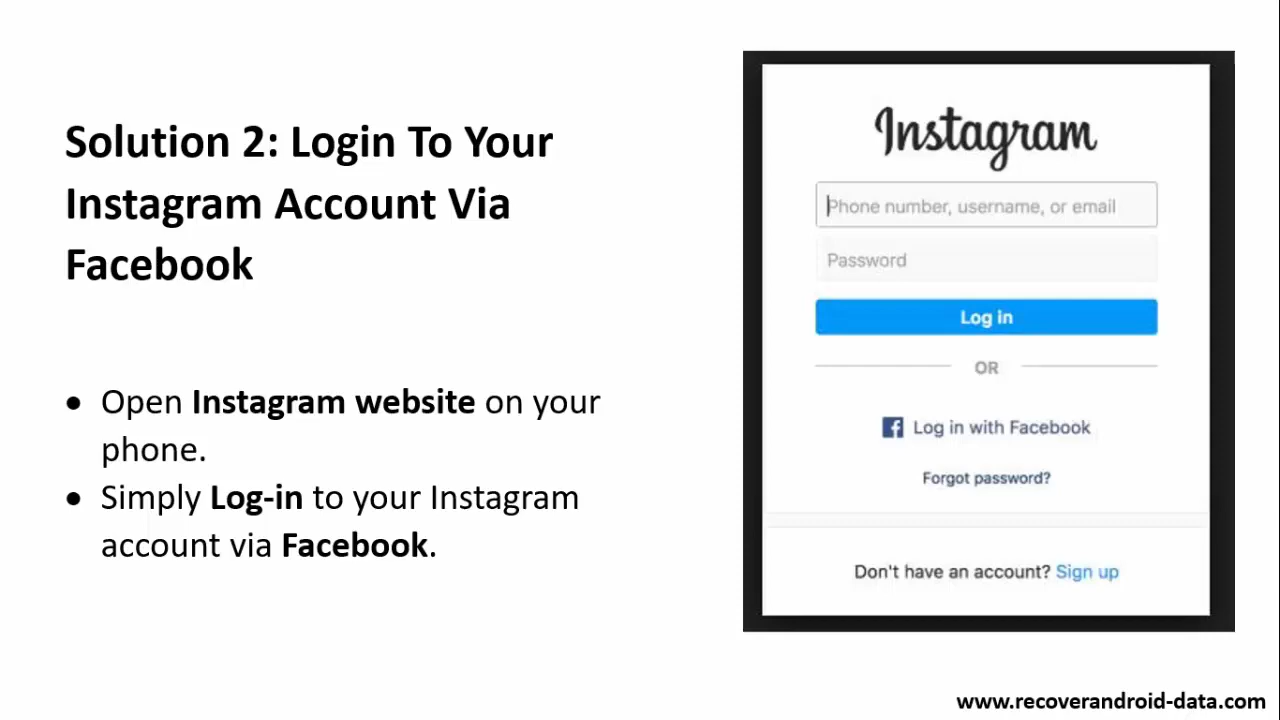 Solution 2: Login To Your
Instagram Account Via
Facebook
• Open Instagram website on your
phone.
• Simply Log-in to your Instagram
account via Facebook.
Instagram
Phone number, username, or email
Password
Log in
OR
Log in with Facebook
Forgot password?
Don't have an account? Sign up
www.recoverandroid-data.com